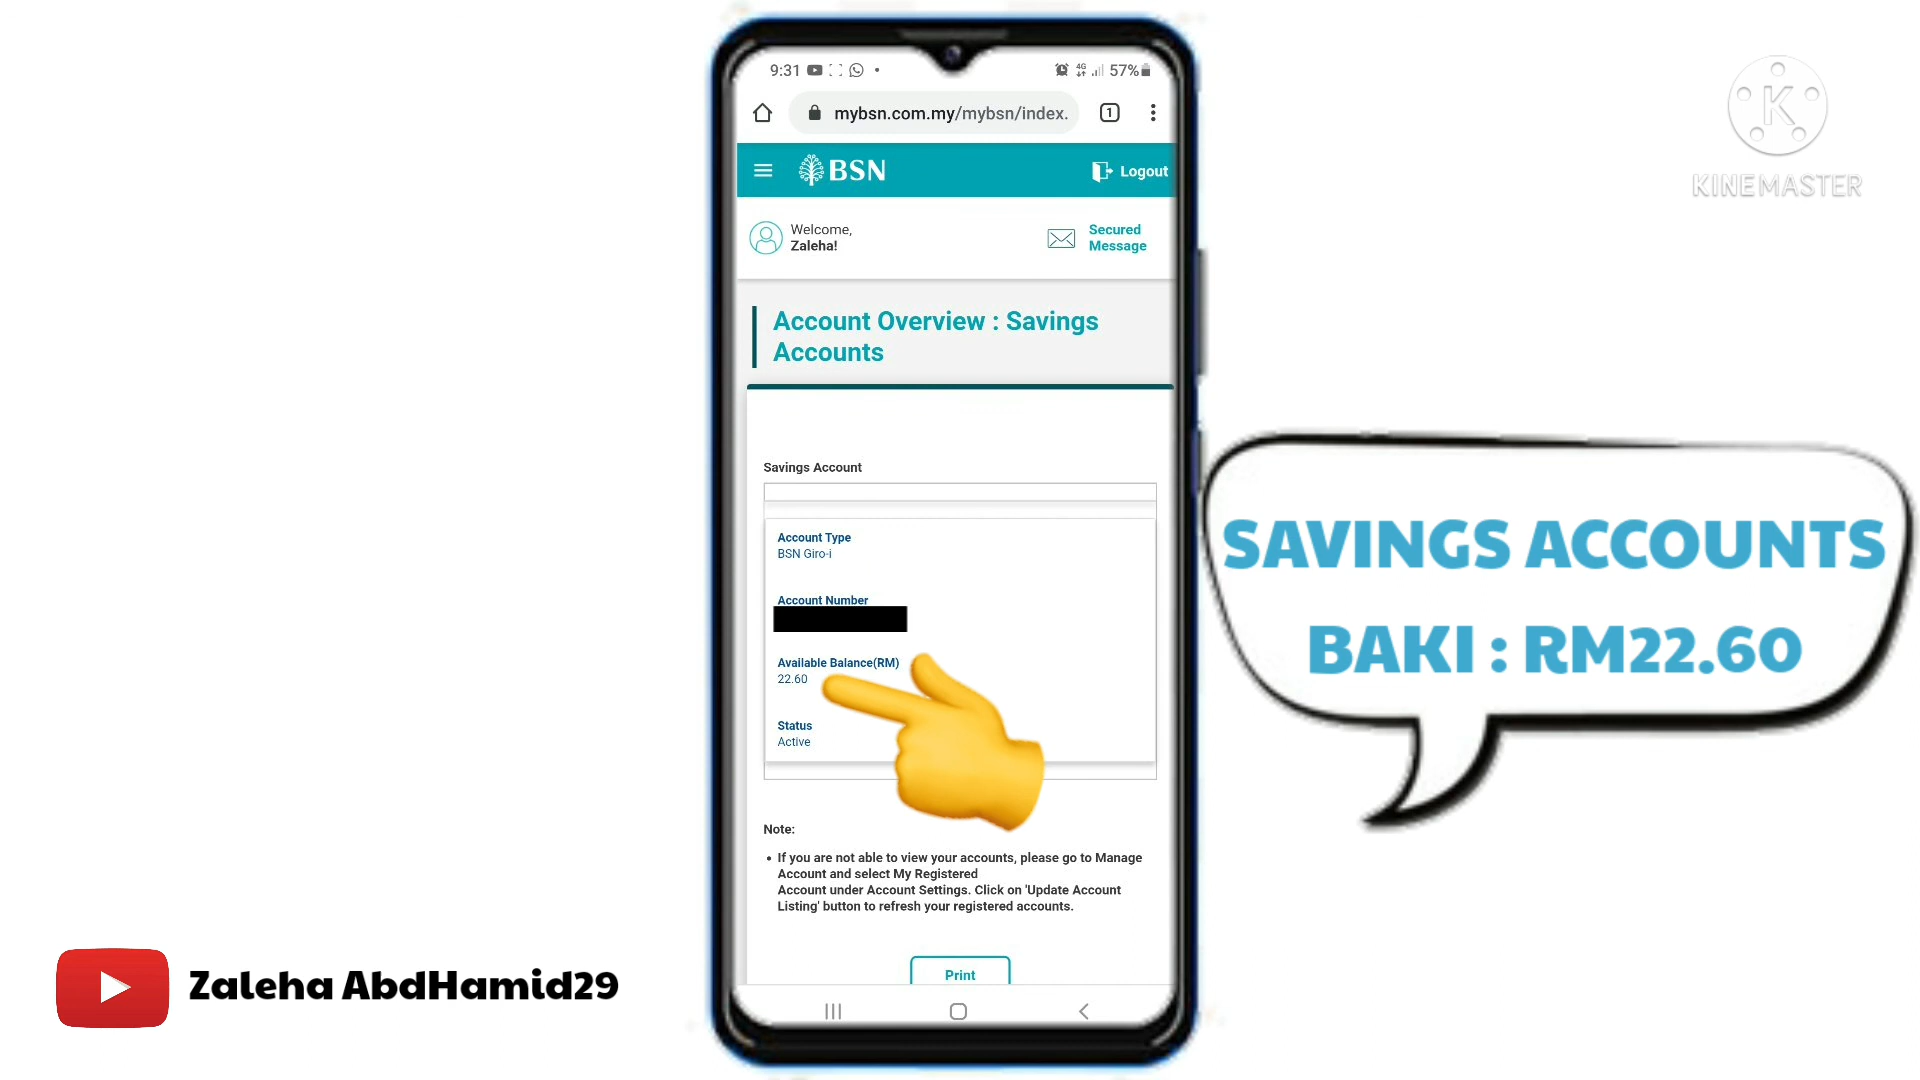 9:31
4G
57%
mybsn.com.my/mybsn/index.
1
BSN
Logout
Welcome,
Zaleha!
Secured
Message
Account Overview : Savings
Accounts
Savings Account
Account Type
BSN Giro-i
Account Number
Available Balance(RM)
22.60
Status
Active
Note:
• If you are not able to view your accounts, please go to Manage
Account and select My Registered
Account under Account Settings. Click on 'Update Account
Listing' button to refresh your registered accounts.
Print
K
KINEMASTER
SAVINGS ACCOUNTS
BAKI : RM22.60
Zaleha AbdHamid29